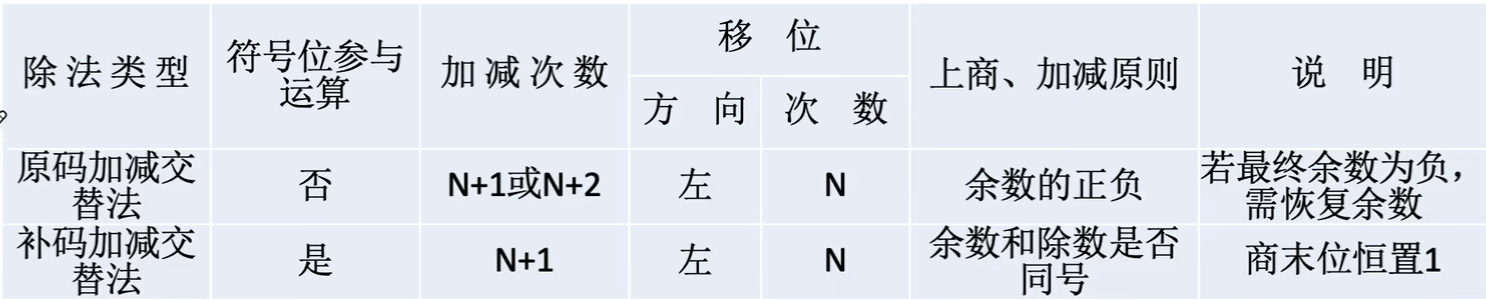 除法类型
符号位参与
运算
加减次数
移 位
方 向
次 数
上商、加减原则
说 明
原码加减交
替法
否
N+1或N+2
左
N
余数的正负
若最终余数为负，
需恢复余数
补码加减交
替法
是
N+1
左
N
余数和除数是否
同号
商末位恒置1